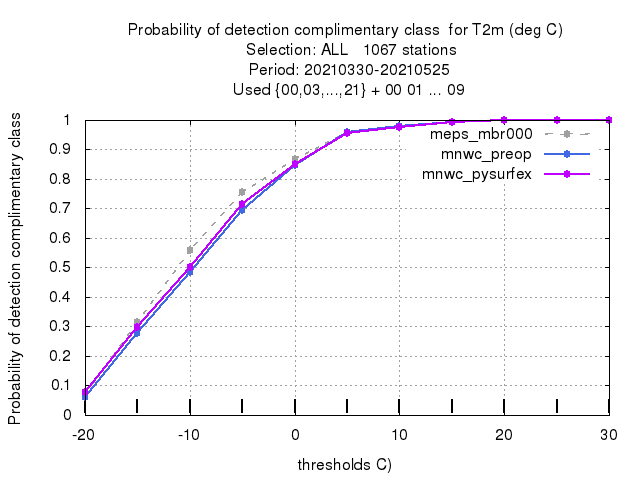 Probability of detection complimentary class  for T2m (deg C)
Selection: ALL   1067 stations
Period: 20210330-20210525
Used {00,03,...,21} + 00 01 ... 09
Probability of detection complimentary class
1
0.9
0.8
0.7
0.6
0.5
0.4
0.3
0.2
0.1
0
meps_mbr000
mnwc_preop
mnwc_pysurfex
-20 -10 0 10 20 30
thresholds C)